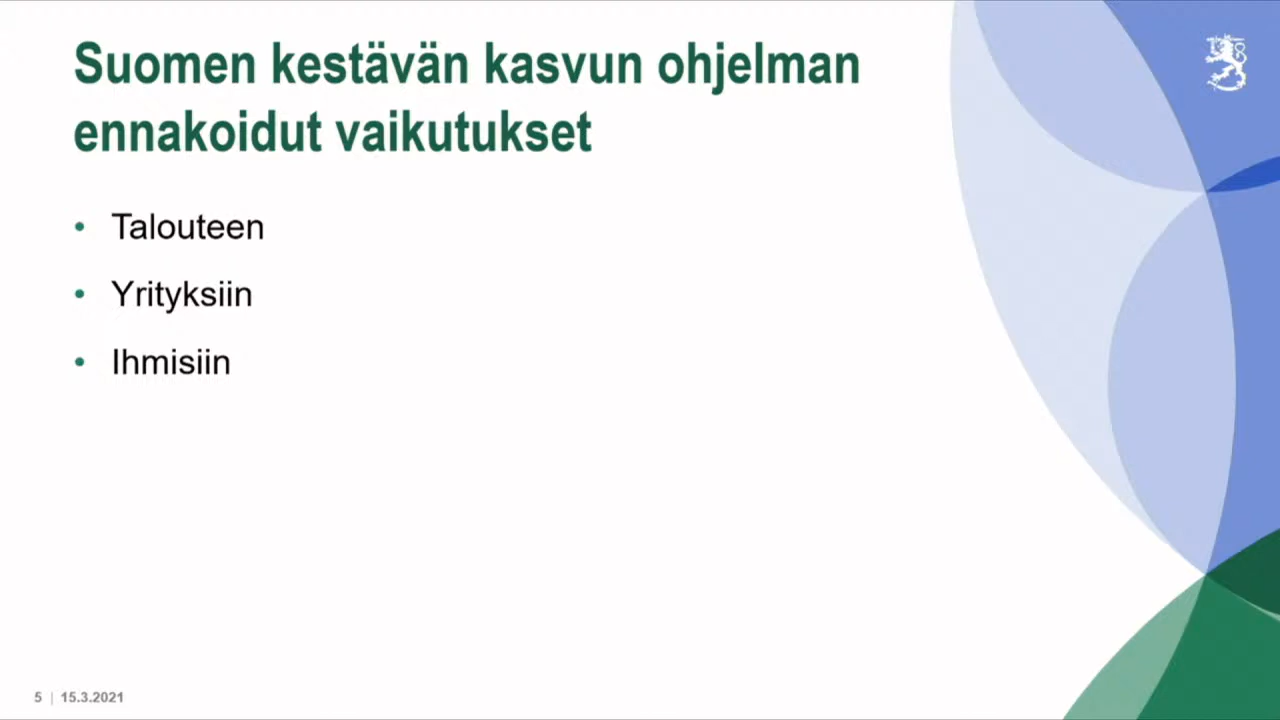 Suomen kestävän kasvun ohjelman
ennakoidut vaikutukset
• Talouteen
• Yrityksiin
• Ihmisiin
5 | 15.3.2021